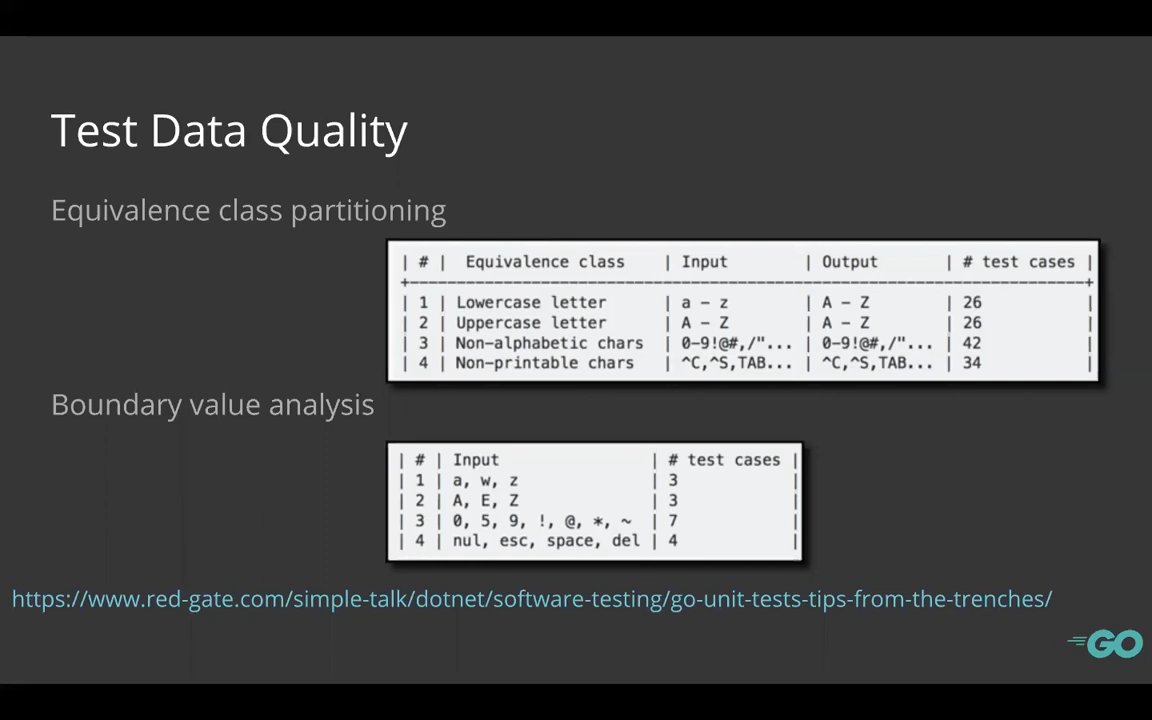 Test Data Quality
Equivalence class partitioning
| # | Equivalence class | Input | Output | # test cases |
+-----------------------------------------------------------------------+
| 1 | Lowercase letter | a – z | A – Z | 26 |
| 2 | Uppercase letter | A – Z | A – Z | 26 |
| 3 | Non-alphabetic chars | 0-9!@#,/"... | 0-9!@#,/"... | 42 |
| 4 | Non-printable chars | ^C,^S,TAB... | ^C,^S,TAB... | 34 |
Boundary value analysis
| # | Input | # test cases |
| 1 | a, w, z | 3 |
| 2 | A, E, Z | 3 |
| 3 | 0, 5, 9, !, @, *, ~ | 7 |
| 4 | nul, esc, space, del | 4 |
https://www.red-gate.com/simple-talk/dotnet/software-testing/go-unit-tests-tips-from-the-trenches/
GO